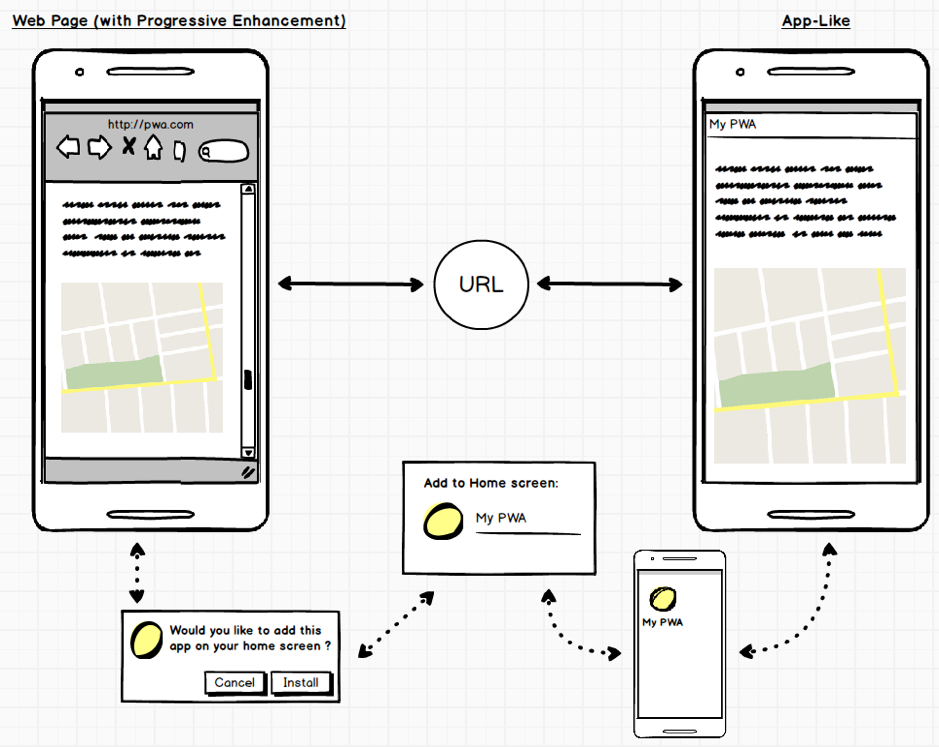 Web Page (with Progressive Enhancement)
App-Like
http://pwa.com
My PWA
URL
Add to Home screen:
My PWA
My PWA
Would you like to add this
app on your home screen ?
Cancel
Install